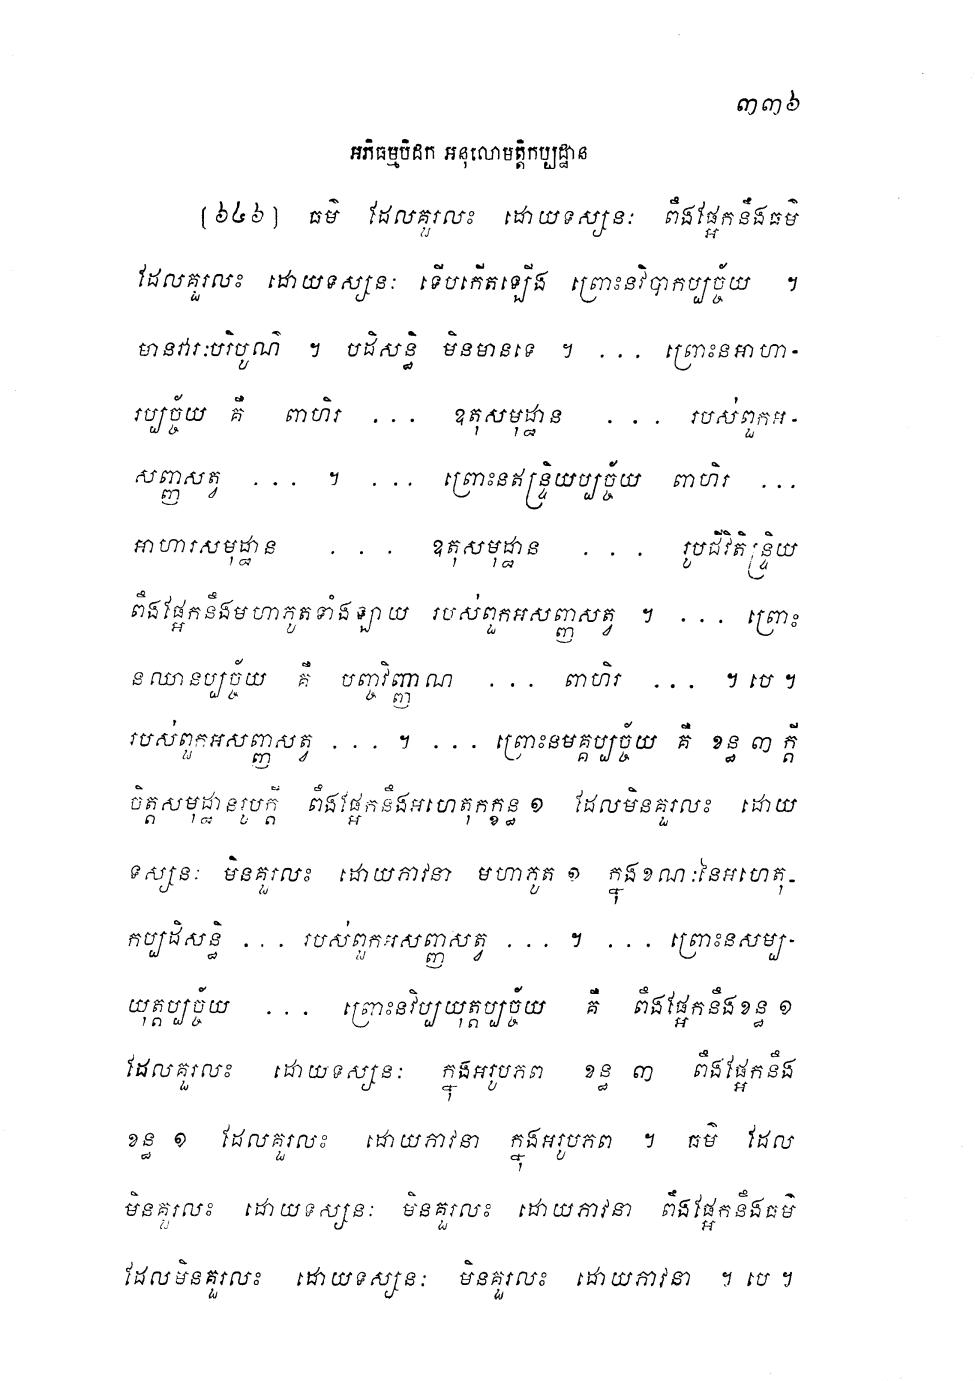 ៣៣៦
អភិធម្មបិដក អនុលោមត្តិកប្បដ្ឋាន
(៦៤៦) ធម៌ ដែលគួរលះ ដោយទស្សនៈ ពឹងផ្អែកនឹងធម៌
ដែលគួរលះ ដោយទស្សនៈ ទើបកើតឡើង ព្រោះនវិបាកប្បច្ច័យ ។
មានវារៈបរិបូណ៌ ។ បដិសន្ធិ មិនមានទេ ។ ... ព្រោះនអាហា-
រប្បច្ច័យ គឺ ពាហិរ ... ឧតុសមុដ្ឋាន ... របស់ពួកអ-
សញ្ញសត្វ ... ។ ... ព្រោះនឥន្ទ្រិយប្បច្ច័យ ពាហិរ ...
អាហារសមុដ្ឋាន ... ឧតុសមុដ្ឋាន ... រូបជីវិតិន្ទ្រិយ
ពឹងផ្អែកនឹងមហាភូតទាំងឡាយ របស់ពួកអសញ្ញសត្វ ។ ... ព្រោះ
នឈានប្បច្ច័យ គឺ បញ្ចវិញ្ញាណ ... ពាហិរ ... ។ បេ ។
របស់ពួកអសញ្ញសត្វ ... ។ ... ព្រោះនមគ្គប្បច្ច័យ គឺ ខន្ធ ៣ ក្តី
ចិត្តសមុដ្ឋានរូបក្តី ពឹងផ្អែកនឹងអហេតុកក្ខន្ធ ១ ដែលមិនគួរលះ ដោយ
ទស្សនៈ មិនគួរលះ ដោយភាវនា មហាភូត ១ ក្នុងខណៈនៃអហេតុ-
កប្បដិសន្ធិ ... របស់ពួកអសញ្ញសត្វ ... ។ ... ព្រោះនសម្ប-
យុត្តប្បច្ច័យ ... ព្រោះនវិប្បយុត្តប្បច្ច័យ គឺ ពឹងផ្អែកនឹងខន្ធ ១
ដែលគួរលះ ដោយទស្សនៈ ក្នុងអរូបភព ខន្ធ ៣ ពឹងផ្អែកនឹង
ខន្ធ ១ ដែលគួរលះ ដោយភាវនា ក្នុងអរូបភព ។ ធម៌ ដែល
មិនគួរលះ ដោយទស្សនៈ មិនគួរលះ ដោយភាវនា ពឹងផ្អែកនឹងធម៌
ដែលមិនគួរលះ ដោយទស្សនៈ មិនគួរលះ ដោយភាវនា ។ បេ ។